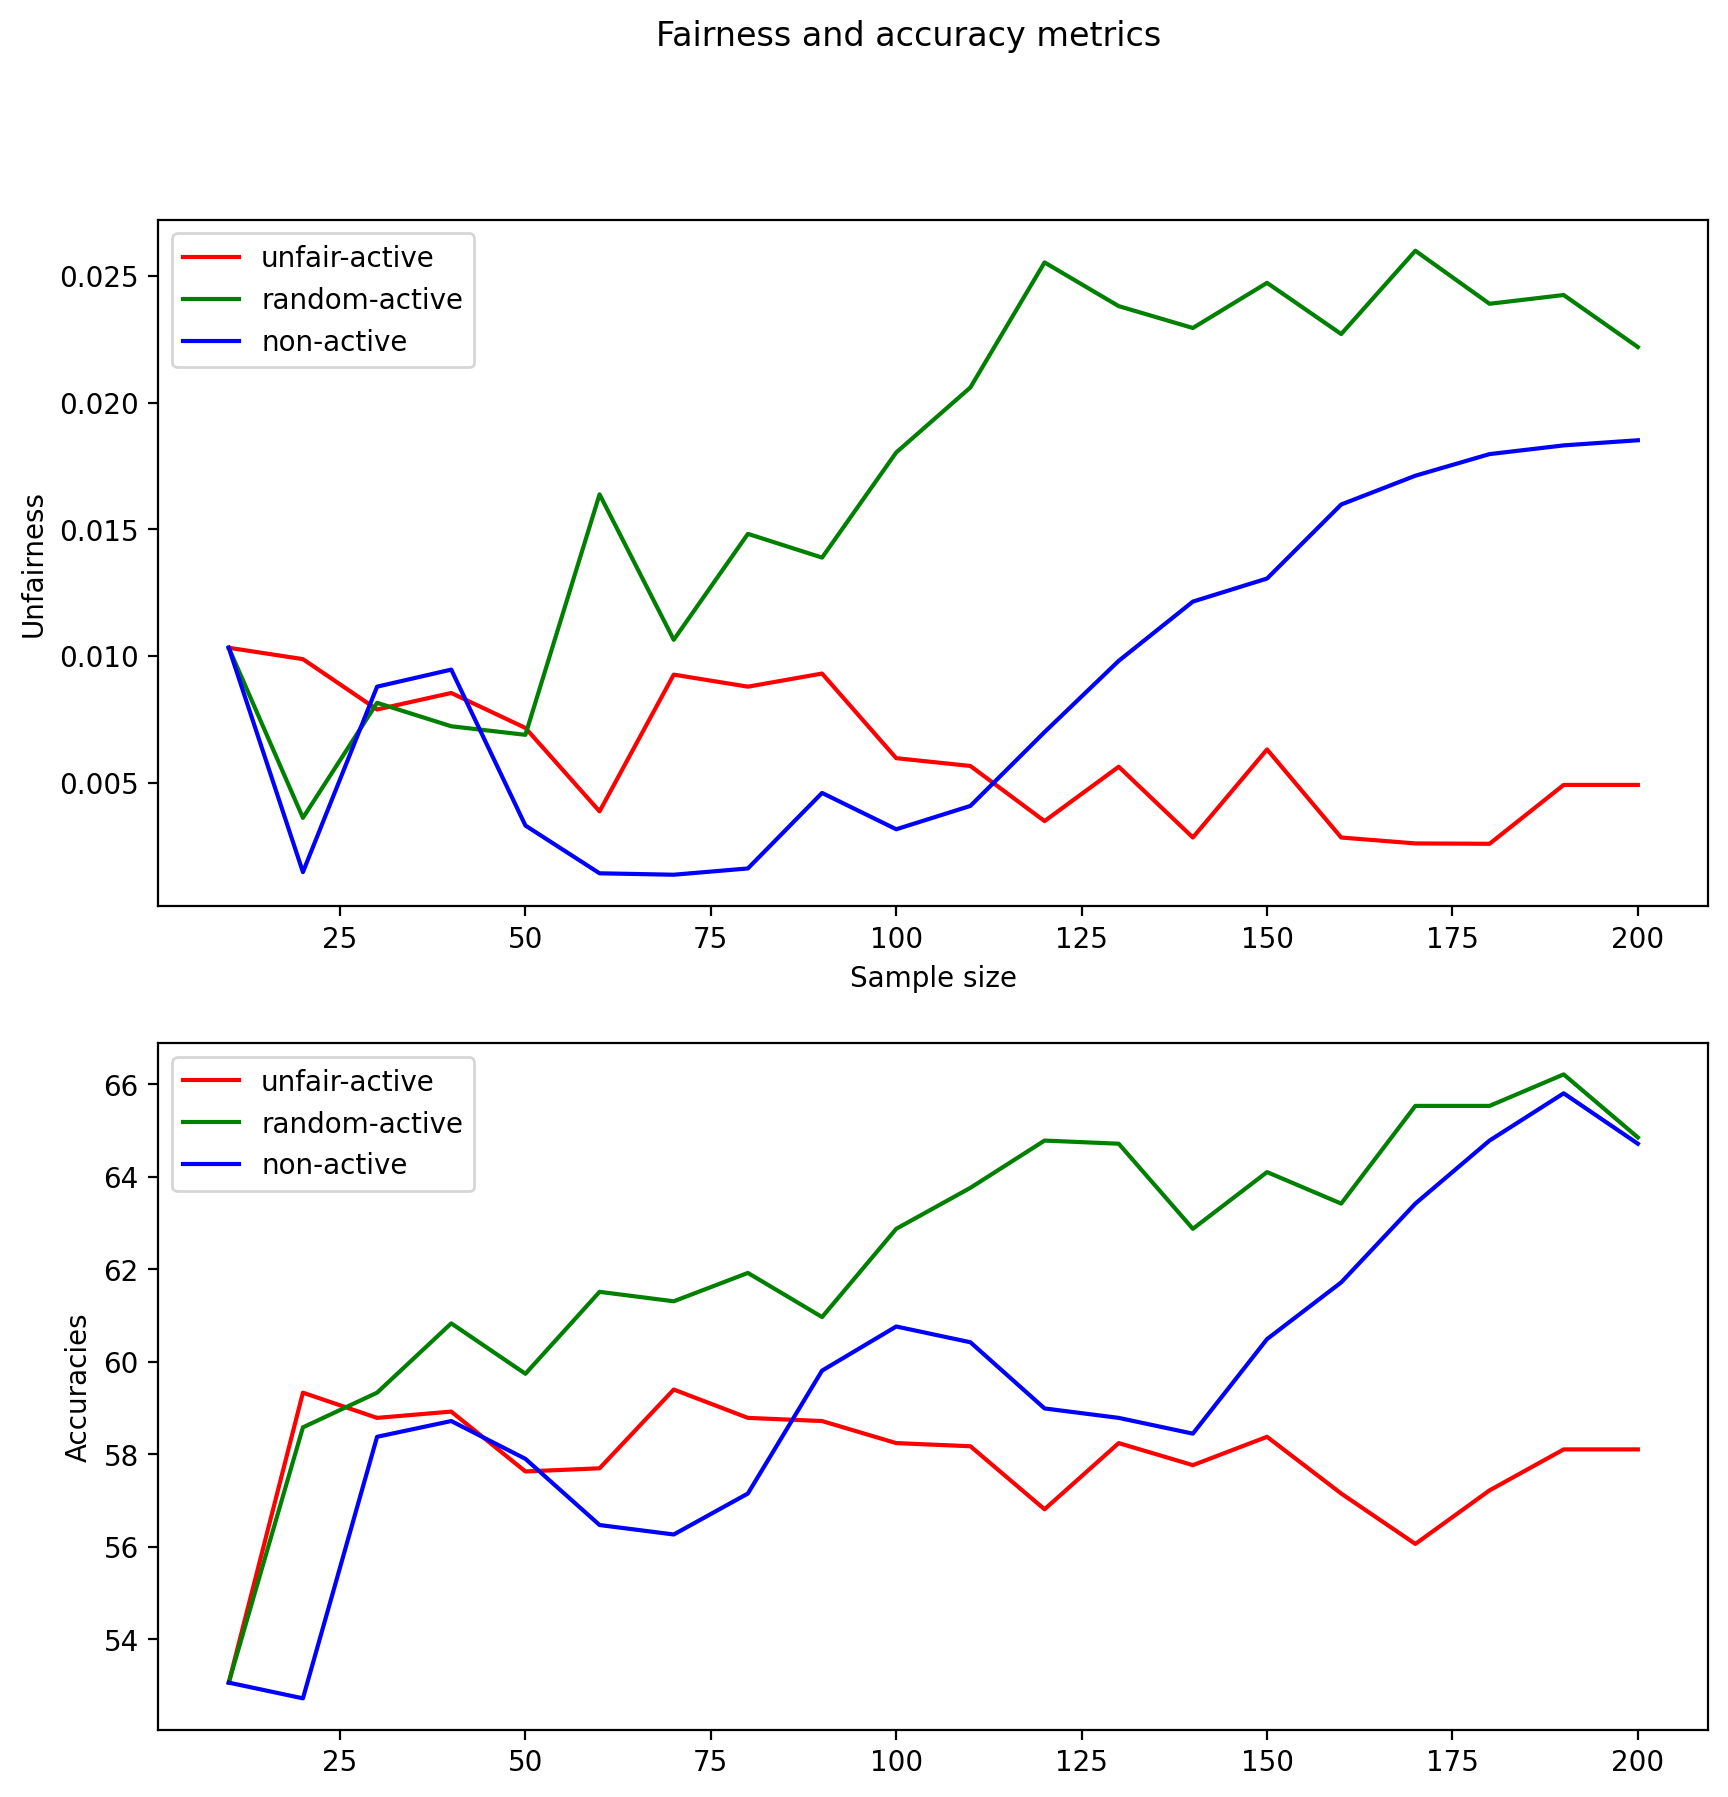 Fairness and accuracy metrics
unfair-active
random-active
non-active
0.025
0.020
0.015
0.010
0.005
Unfairness
25 50 75 100 125 150 175 200
Sample size
unfair-active
random-active
non-active
66
64
62
60
58
56
54
Accuracies
25 50 75 100 125 150 175 200